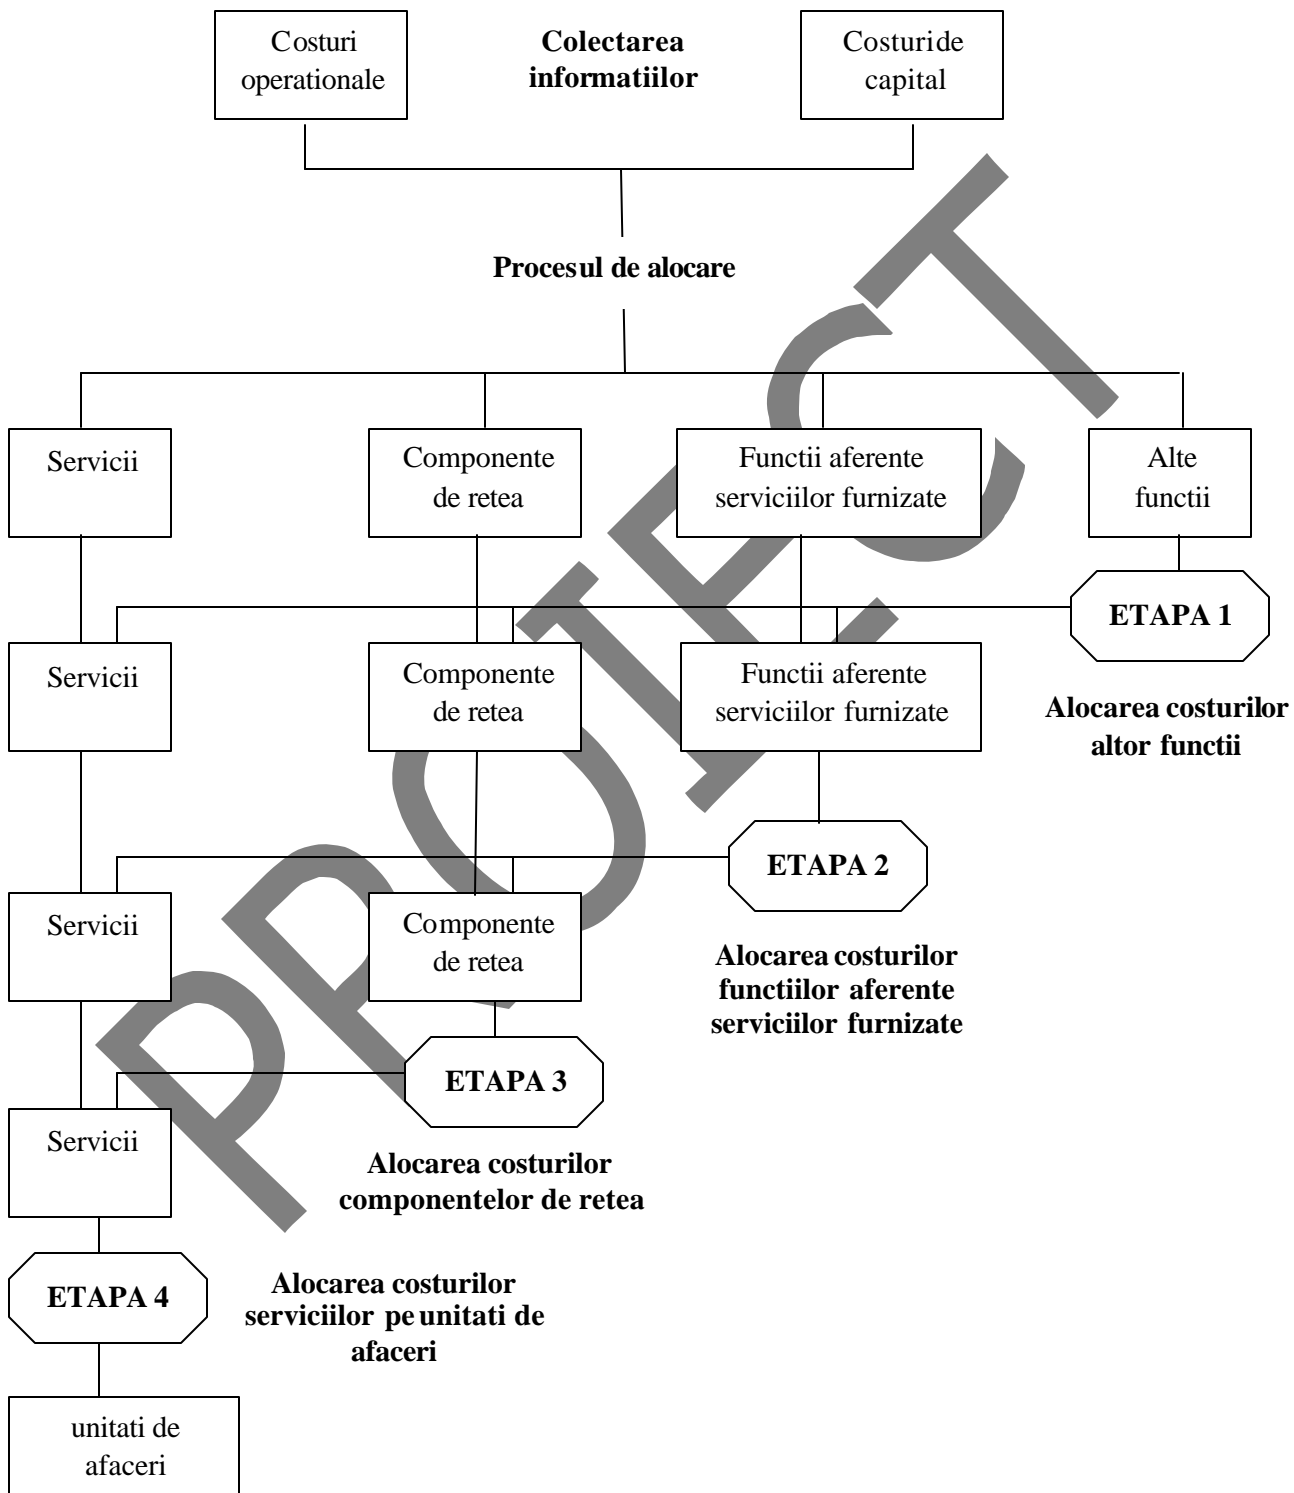 Costuri
operationale
Colectarea
informatiilor
Costuride
capital
Procesul de alocare
Servicii
Componente
de retea
Functii aferente
serviciilor furnizate
Alte
functii
ETAPA 1
Servicii
Componente
de retea
Functii aferente
serviciilor furnizate
Alocarea costurilor
altor functii
ETAPA 2
Servicii
Componente
de retea
Alocarea costurilor
functiilor aferente
serviciilor furnizate
ETAPA 3
Servicii
Alocarea costurilor
componentelor de retea
ETAPA 4
Alocarea costurilor
serviciilor pe unitati de
afaceri
unitati de
afaceri
PROIECT